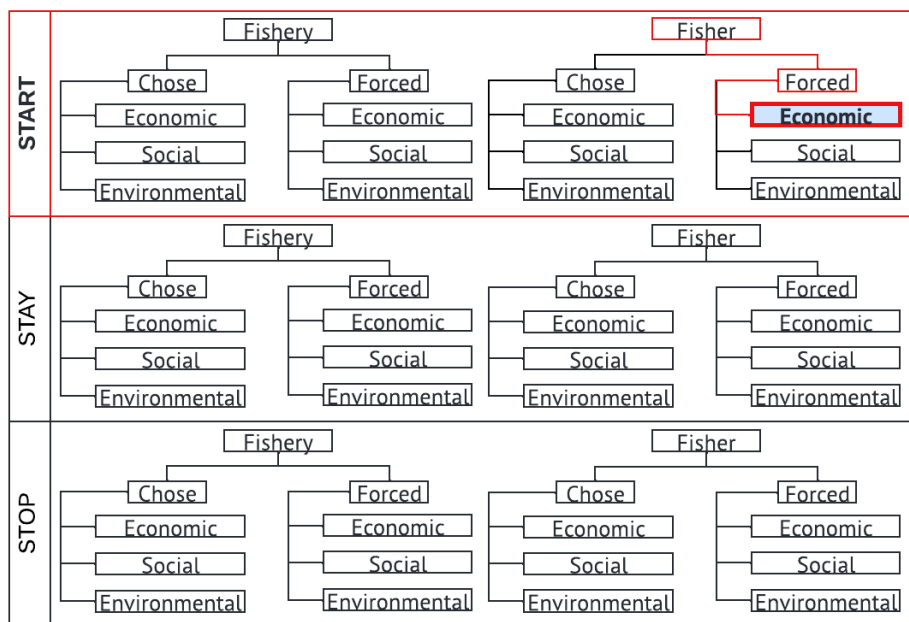 START
Fishery Fisher
Chose Forced Chose Forced
Economic Economic Economic Economic
Social Social Social Social
Environmental Environmental Environmental Environmental
STAY
Fishery Fisher
Chose Forced Chose Forced
Economic Economic Economic Economic
Social Social Social Social
Environmental Environmental Environmental Environmental
STOP
Fishery Fisher
Chose Forced Chose Forced
Economic Economic Economic Economic
Social Social Social Social
Environmental Environmental Environmental Environmental